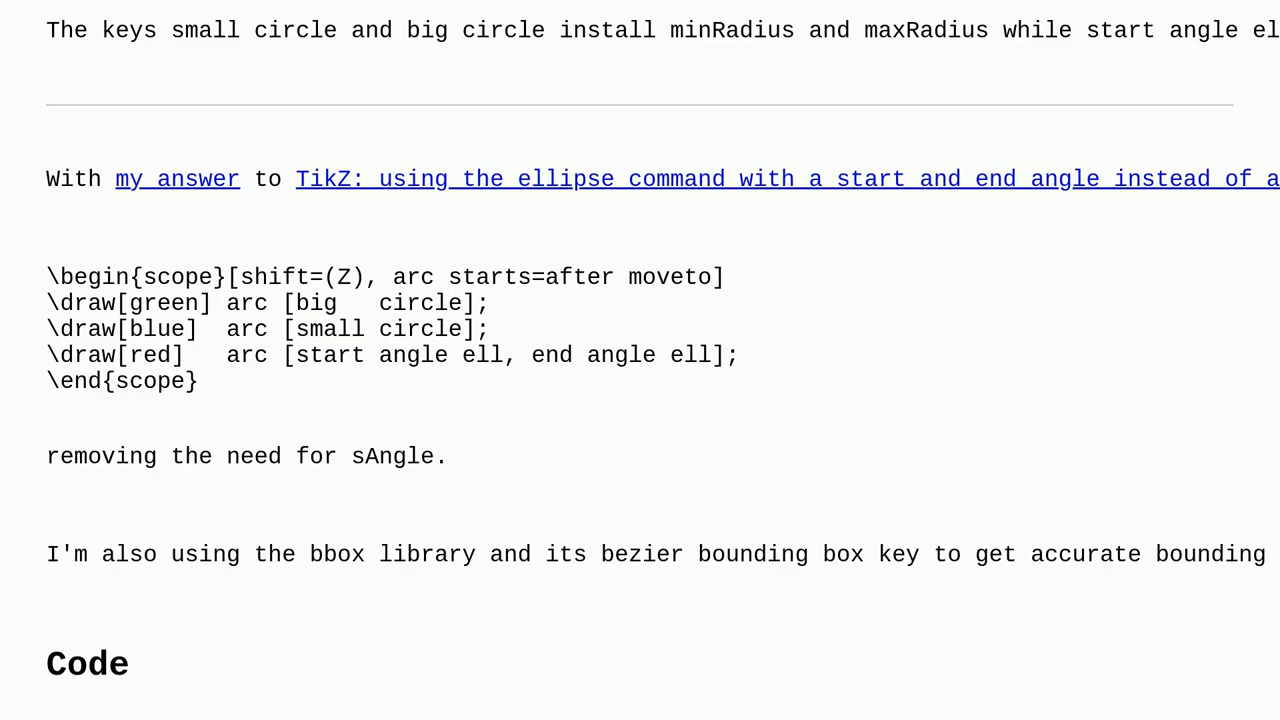 The keys small circle and big circle install minRadius and maxRadius while start angle el
With my answer to TikZ: using the ellipse command with a start and end angle instead of a
\begin{scope}[shift=(Z), arc starts=after moveto]
\draw[green] arc [big   circle];
\draw[blue]  arc [small circle];
\draw[red]   arc [start angle ell, end angle ell];
\end{scope}
removing the need for sAngle.
I'm also using the bbox library and its bezier bounding box key to get accurate bounding
Code